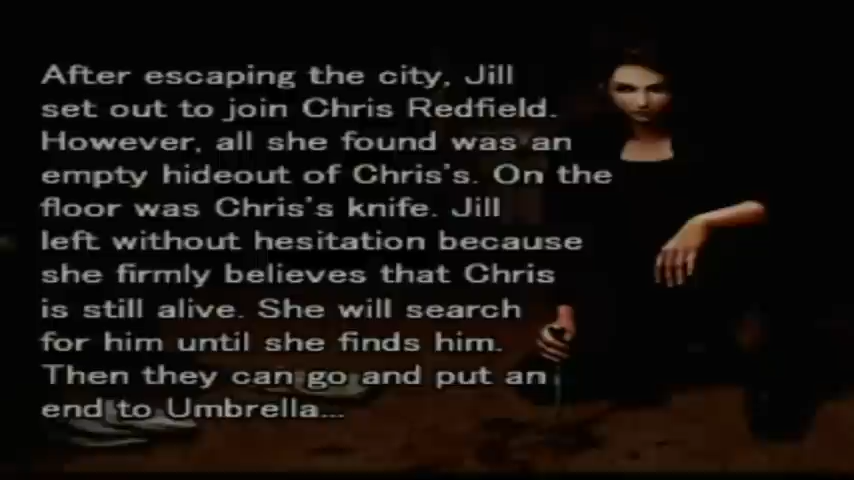 After escaping the city, Jill
set out to join Chris Redfield.
However, all she found was an
empty hideout of Chris's. On the
floor was Chris's knife. Jill
left without hesitation because
she firmly believes that Chris
is still alive. She will search
for him until she finds him.
Then they can go and put an
end to Umbrella...